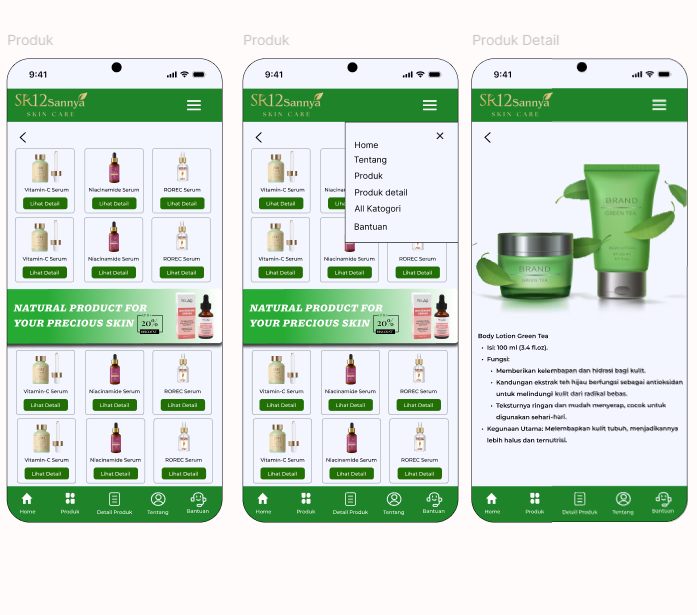 Produk
9:41
SR12Sannya
SKIN CARE
Vitamin-C Serum
Niacinamide Serum
ROREC Serum
Lihat Detail
Lihat Detail
Lihat Detail
Vitamin-C Serum
Niacinamide Serum
ROREC Serum
Lihat Detail
Lihat Detail
Lihat Detail
NATURAL PRODUCT FOR
YOUR PRECIOUS SKIN
20%
Vitamin-C Serum
Niacinamide Serum
ROREC Serum
Lihat Detail
Lihat Detail
Lihat Detail
Vitamin-C Serum
Niacinamide Serum
ROREC Serum
Lihat Detail
Lihat Detail
Lihat Detail
Home
Produk
Detail Produk
Tentang
Bantuan
Produk
9:41
SR12Sannya
SKIN CARE
Home
Tentang
Produk
Produk detail
All Katogori
Bantuan
Vitamin-C Serum
Niacin
Lihat Detail
Lihat
Vitamin-C Serum
Niacinamide Serum
ROREC Serum
Lihat Detail
Lihat Detail
Lihat Detail
NATURAL PRODUCT FOR
YOUR PRECIOUS SKIN
20%
Vitamin-C Serum
Niacinamide Serum
ROREC Serum
Lihat Detail
Lihat Detail
Lihat Detail
Vitamin-C Serum
Niacinamide Serum
ROREC Serum
Lihat Detail
Lihat Detail
Lihat Detail
Home
Produk
Detail Produk
Tentang
Bantuan
Produk Detail
9:41
SR12Sannya
SKIN CARE
BRAND
GREEN TEA
BRAND
GREEN TEA
Body Lotion Green Tea
• Isi: 100 ml (3.4 fl.oz).
• Fungsi:
• Memberikan kelembapan dan hidrasi bagi kulit.
• Kandungan ekstrak teh hijau berfungsi sebagai antioksidan
untuk melindungi kulit dari radikal bebas.
• Teksturnya ringan dan mudah menyerap, cocok untuk
digunakan sehari-hari.
• Kegunaan Utama: Melembapkan kulit tubuh, menjadikannya
lebih halus dan ternutrisi.
Home
Produk
Detail Produk
Tentang
Bantuan